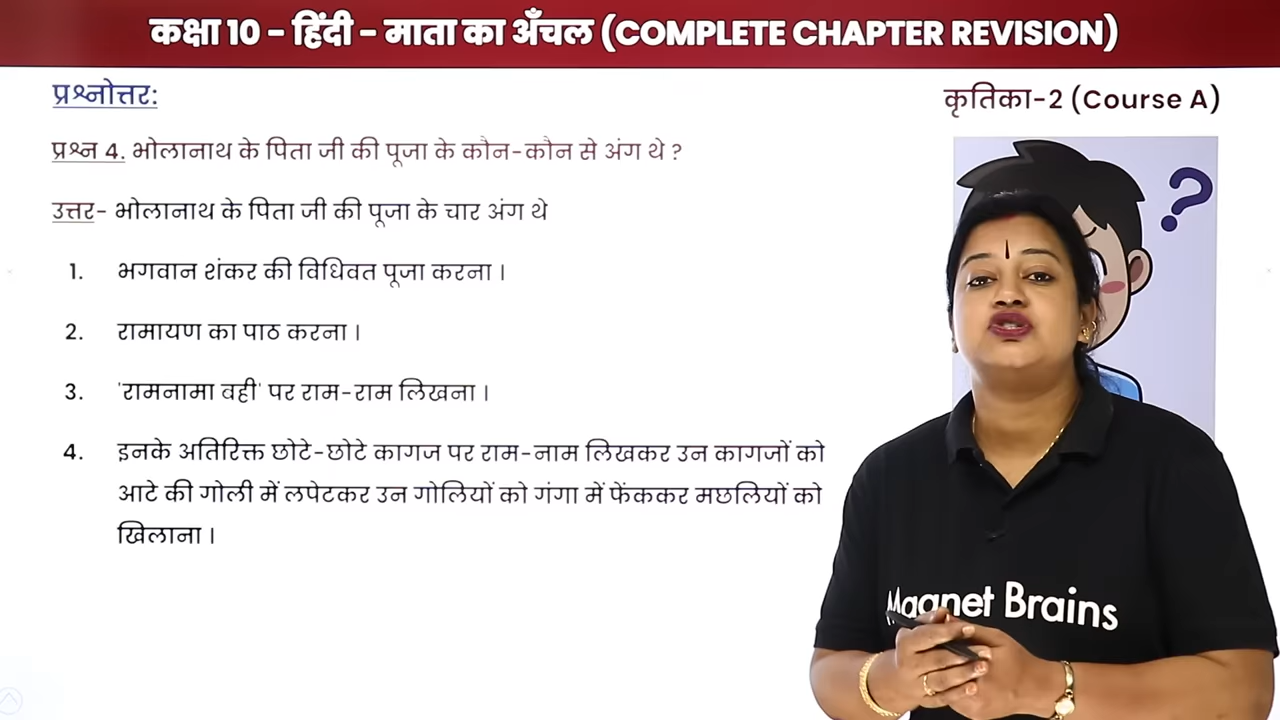 कक्षा 10 - हिंदी - माता का अँचल (COMPLETE CHAPTER REVISION)
प्रश्नोत्तर:
कृतिका-2 (Course A)
प्रश्न 4. भोलानाथ के पिता जी की पूजा के कौन-कौन से अंग थे ?
उत्तर- भोलानाथ के पिता जी की पूजा के चार अंग थे
1. भगवान शंकर की विधिवत पूजा करना ।
2. रामायण का पाठ करना ।
3. 'रामनामा बही' पर राम-राम लिखना ।
4. इनके अतिरिक्त छोटे-छोटे कागज पर राम-नाम लिखकर उन कागजों को
आटे की गोली में लपेटकर उन गोलियों को गंगा में फेंककर मछलियों को
खिलाना ।
?
Magnet Brains